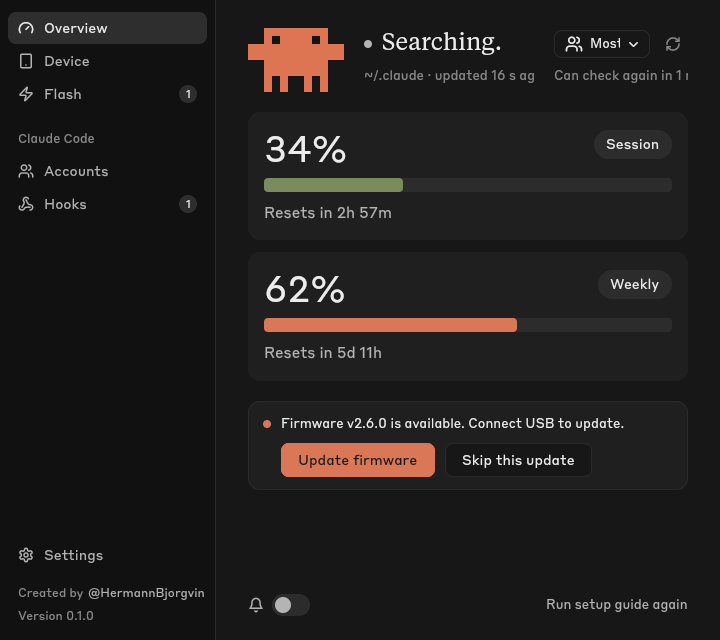 Overview
Device
Flash 1
Claude Code
Accounts
Hooks 1
Settings
Created by @HermannBjorgvin
Version 0.1.0
Searching.
Most
~/.claude · updated 16 s ag
Can check again in 1
34%
Session
Resets in 2h 57m
62%
Weekly
Resets in 5d 11h
Firmware v2.6.0 is available. Connect USB to update.
Update firmware
Skip this update
Run setup guide again